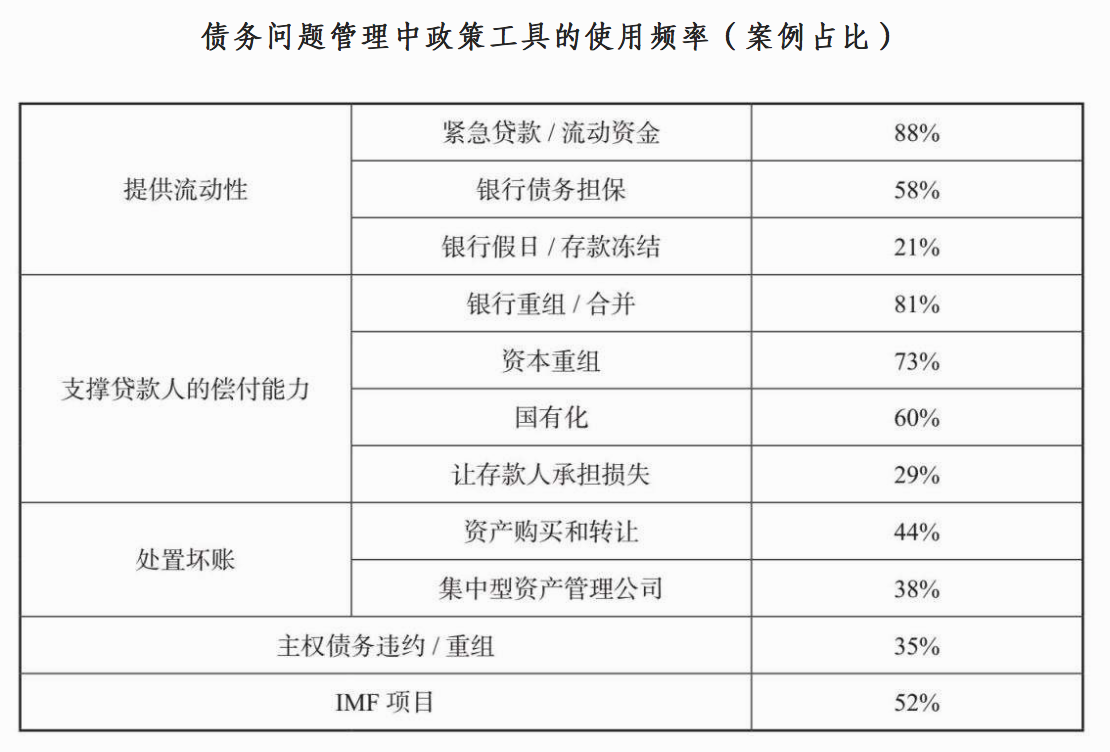 债务问题管理中政策工具的使用频率（案例占比）
提供流动性
紧急贷款 / 流动资金 88%
银行债务担保 58%
银行假日 / 存款冻结 21%
支撑贷款人的偿付能力
银行重组 / 合并 81%
资本重组 73%
国有化 60%
让存款人承担损失 29%
处置坏账
资产购买和转让 44%
集中型资产管理公司 38%
主权债务违约 / 重组 35%
IMF 项目 52%